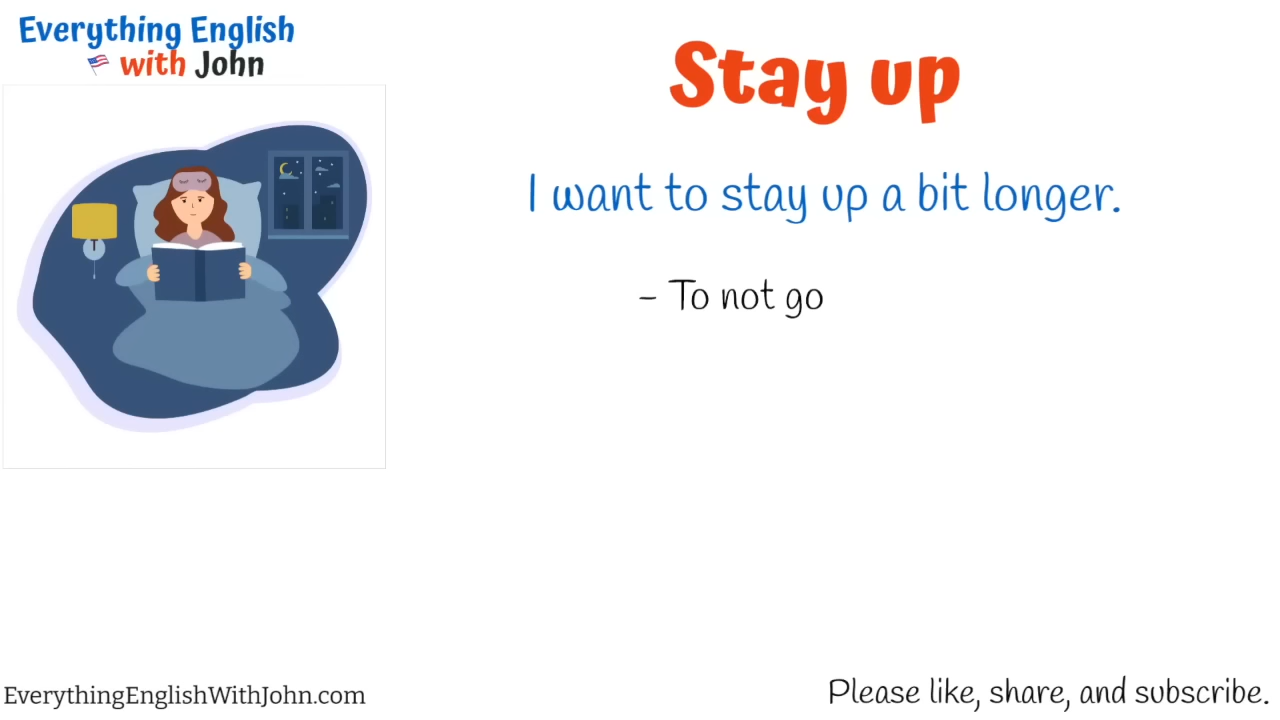 Everything English
with John
Stay up
I want to stay up a bit longer.
- To not go
EverythingEnglishWithJohn.com
Please like, share, and subscribe.